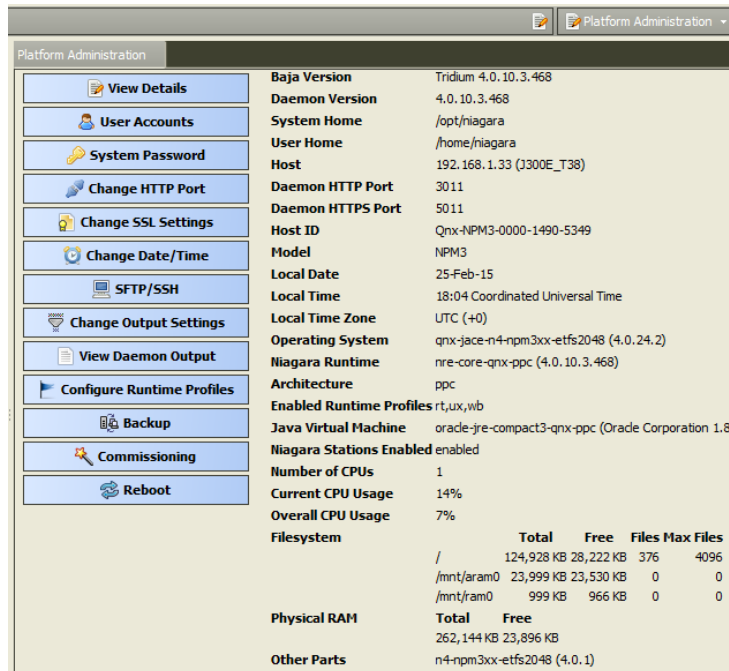 Platform Administration
Platform Administration
View Details
User Accounts
System Password
Change HTTP Port
Change SSL Settings
Change Date/Time
SFTP/SSH
Change Output Settings
View Daemon Output
Configure Runtime Profiles
Backup
Commissioning
Reboot
Baja Version Tridium 4.0.10.3.468
Daemon Version 4.0.10.3.468
System Home /opt/niagara
User Home /home/niagara
Host 192.168.1.33 (J300E_T38)
Daemon HTTP Port 3011
Daemon HTTPS Port 5011
Host ID Qnx-NPM3-0000-1490-5349
Model NPM3
Local Date 25-Feb-15
Local Time 18:04 Coordinated Universal Time
Local Time Zone UTC (+0)
Operating System qnx-jace-n4-npm3xx-etfs2048 (4.0.24.2)
Niagara Runtime nre-core-qnx-ppc (4.0.10.3.468)
Architecture ppc
Enabled Runtime Profiles rt,ux,wb
Java Virtual Machine oracle-jre-compact3-qnx-ppc (Oracle Corporation 1.8
Niagara Stations Enabled enabled
Number of CPUs 1
Current CPU Usage 14%
Overall CPU Usage 7%
Filesystem Total Free Files Max Files
/ 124,928 KB 28,222 KB 376 4096
/mnt/aram0 23,999 KB 23,530 KB 0 0
/mnt/ram0 999 KB 966 KB 0 0
Physical RAM Total Free
262,144 KB 23,896 KB
Other Parts n4-npm3xx-etfs2048 (4.0.1)